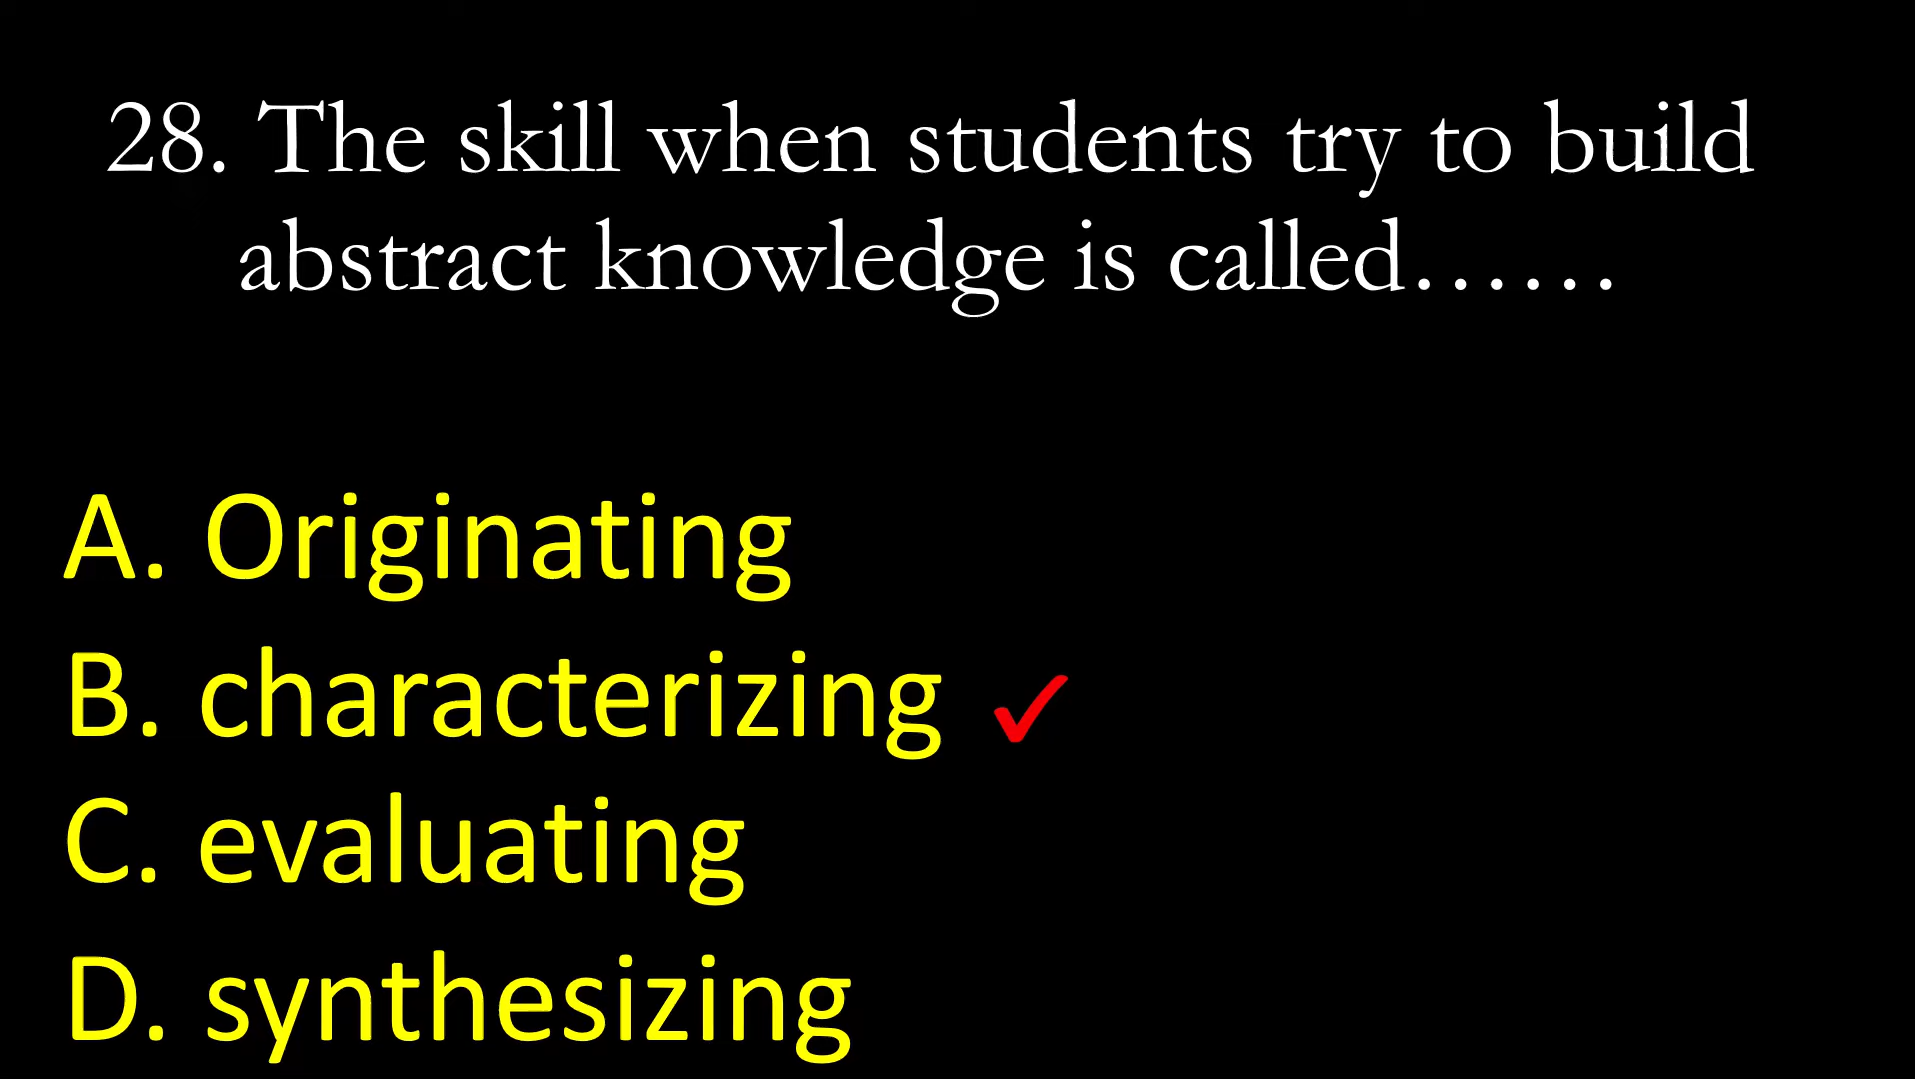 28. The skill when students try to build
abstract knowledge is called......
A. Originating
B. characterizing ✓
C. evaluating
D. synthesizing